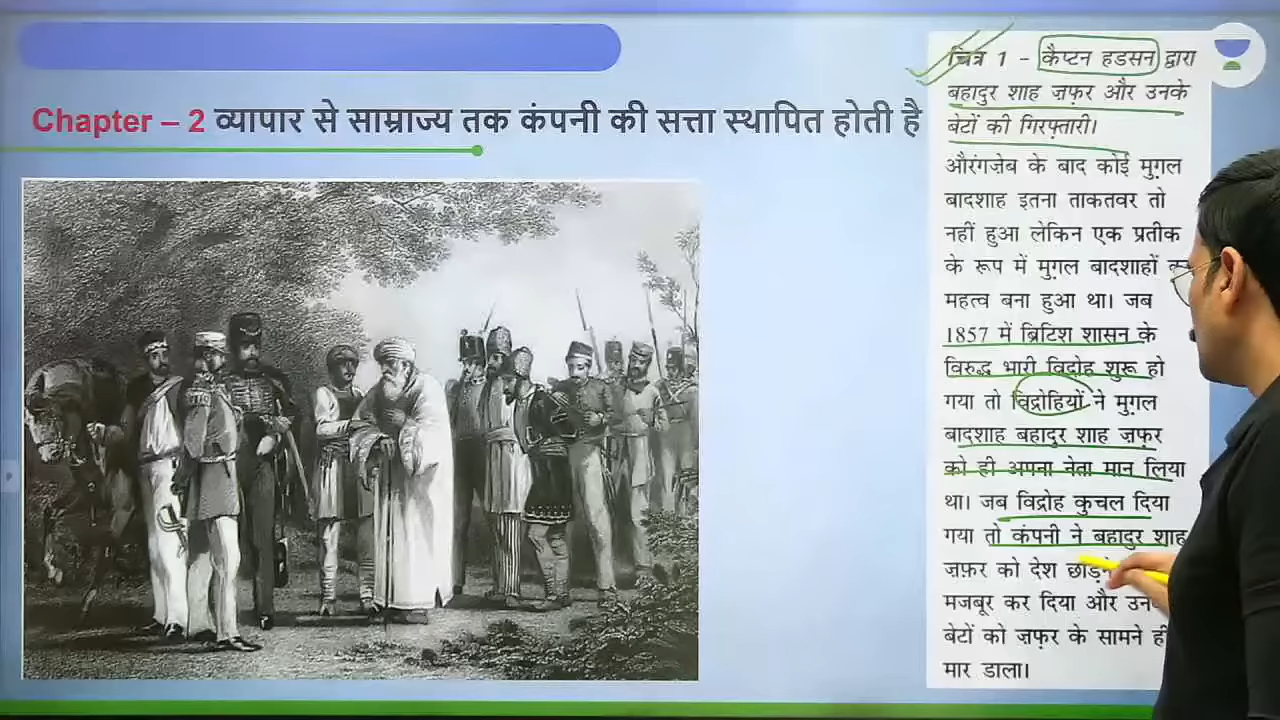 Chapter – 2 व्यापार से साम्राज्य तक कंपनी की सत्ता स्थापित होती है
चित्र 1 - कैप्टन हडसन द्वारा
बहादुर शाह ज़फ़र और उनके
बेटों की गिरफ़्तारी।
औरंगज़ेब के बाद कोई मुग़ल
बादशाह इतना ताकतवर तो
नहीं हुआ लेकिन एक प्रतीक
के रूप में मुग़ल बादशाहों
महत्व बना हुआ था। जब
1857 में ब्रिटिश शासन के
विरुद्ध भारी विद्रोह शुरू हो
गया तो विद्रोहियों ने मुग़ल
बादशाह बहादुर शाह ज़फ़र
को ही अपना नेता मान लिया
था। जब विद्रोह कुचल दिया
गया तो कंपनी ने बहादुर शाह
ज़फ़र को देश
मजबूर कर दिया और
बेटों को ज़फ़र के सामने ही
मार डाला।